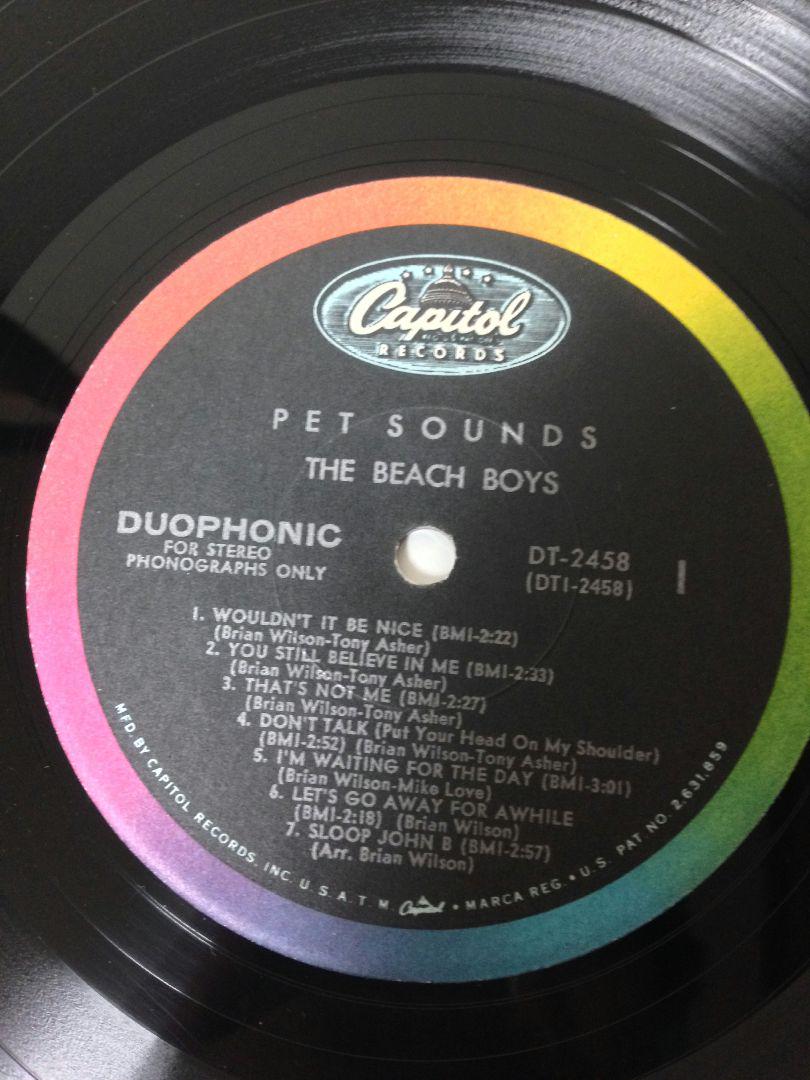 Capitol
RECORDS
PET SOUNDS
THE BEACH BOYS
DUOPHONIC
FOR STEREO
PHONOGRAPHS ONLY
DT-2458
(DT1-2458)
1
1. WOULDN'T IT BE NICE (BMI-2:22)
(Brian Wilson-Tony Asher)
2. YOU STILL BELIEVE IN ME (BMI-2:33)
(Brian Wilson-Tony Asher)
3. THAT'S NOT ME (BMI-2:27)
(Brian Wilson-Tony Asher)
4. DON'T TALK (Put Your Head On My Shoulder)
(BMI-2:52) (Brian Wilson-Tony Asher)
5. I'M WAITING FOR THE DAY (BMI-3:01)
(Brian Wilson-Mike Love)
6. LET'S GO AWAY FOR AWHILE
(BMI-2:18) (Brian Wilson)
7. SLOOP JOHN B (BMI-2:57)
(Arr. Brian Wilson)
MFD. BY CAPITOL RECORDS, INC. U. S. A. T. M. Capitol • MARCA REG. • U. S. PAT. NO. 2,631,859